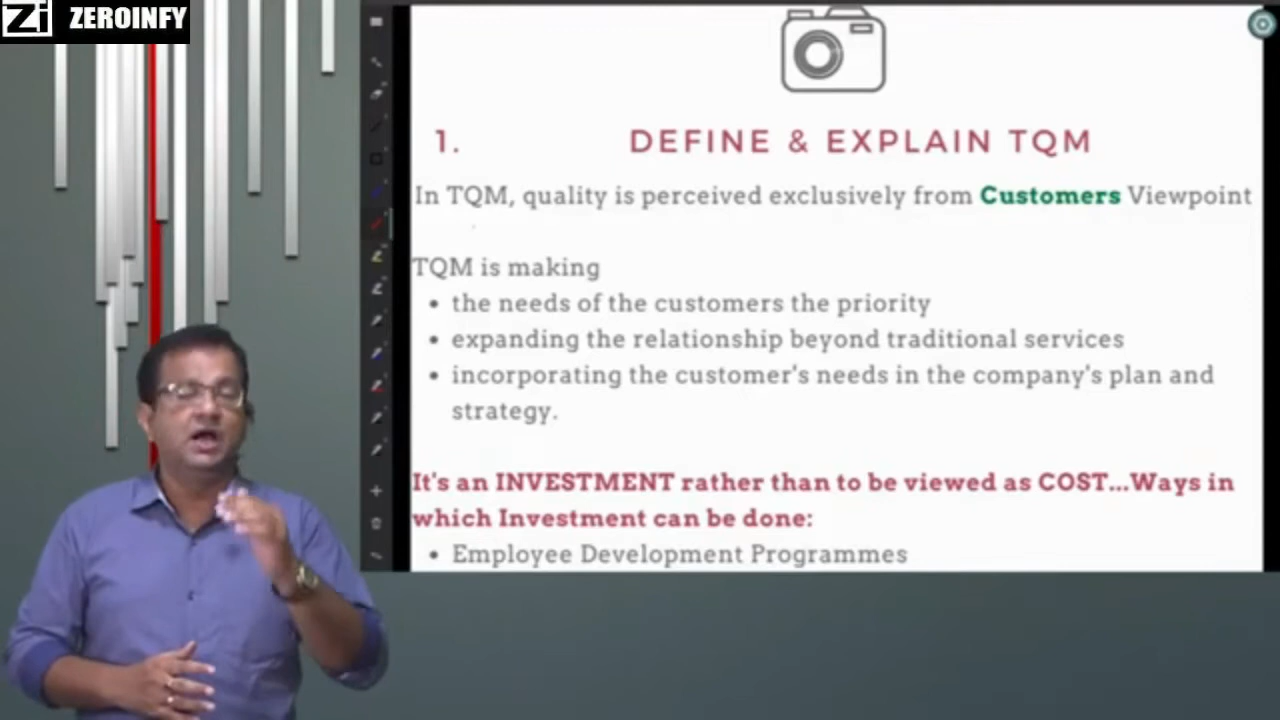 Zi ZEROINFY
1. DEFINE & EXPLAIN TQM
In TQM, quality is perceived exclusively from Customers Viewpoint
TQM is making
• the needs of the customers the priority
• expanding the relationship beyond traditional services
• incorporating the customer's needs in the company's plan and
strategy.
It's an INVESTMENT rather than to be viewed as COST...Ways in
which Investment can be done:
• Employee Development Programmes